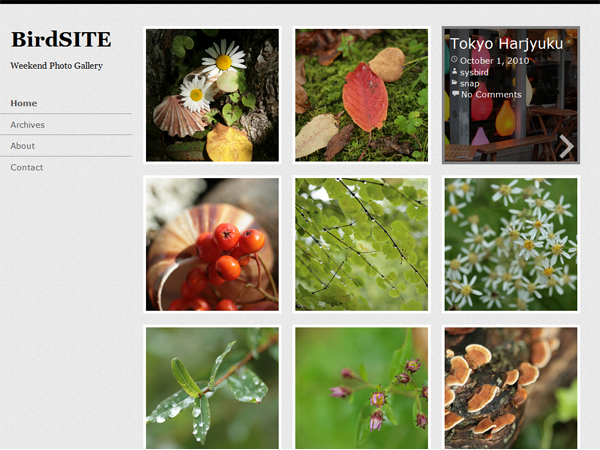 BirdSITE
Weekend Photo Gallery
Home
Archives
About
Contact
Tokyo Harjyuku
October 1, 2010
sysbird
snap
No Comments